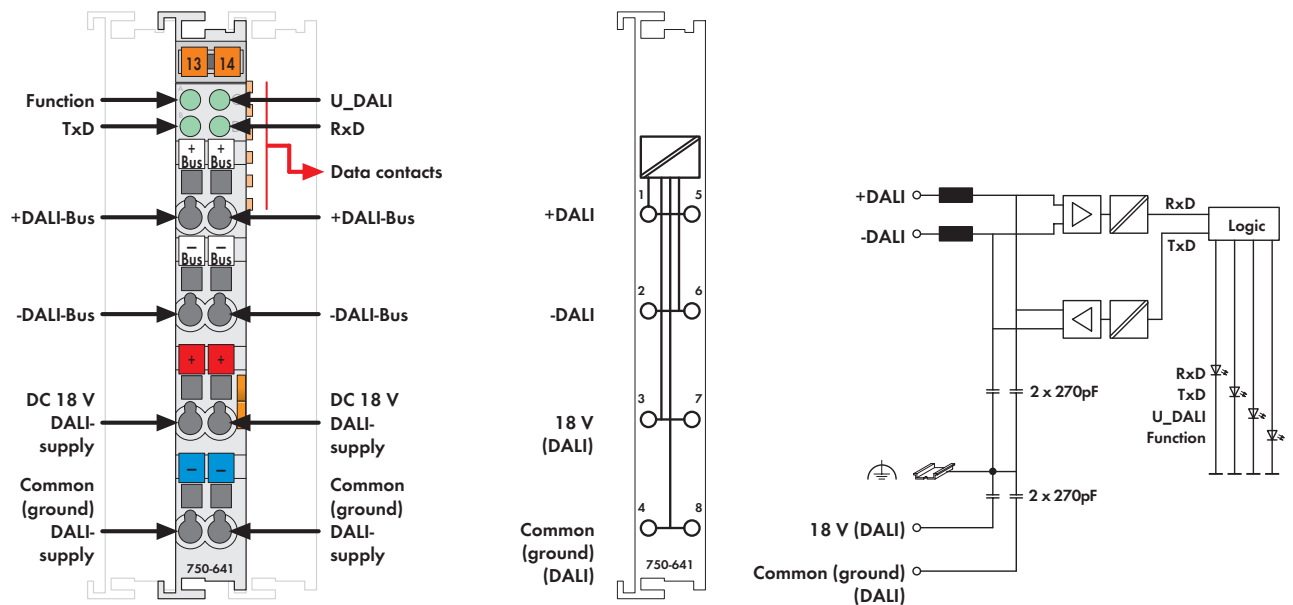 13 14
Function
U_DALI
TxD
RxD
+ +
Bus Bus
Data contacts
+DALI-Bus
+DALI-Bus
− −
Bus Bus
-DALI-Bus
-DALI-Bus
+ +
DC 18 V
DALI-
supply
DC 18 V
DALI-
supply
− −
Common
(ground)
DALI-
supply
Common
(ground)
DALI-
supply
750-641
1 5
+DALI
2 6
-DALI
3 7
18 V
(DALI)
4 8
Common
(ground)
(DALI)
750-641
+DALI
-DALI
RxD
TxD
Logic
2 x 270pF
RxD
TxD
U_DALI
Function
2 x 270pF
18 V (DALI)
Common (ground)
(DALI)